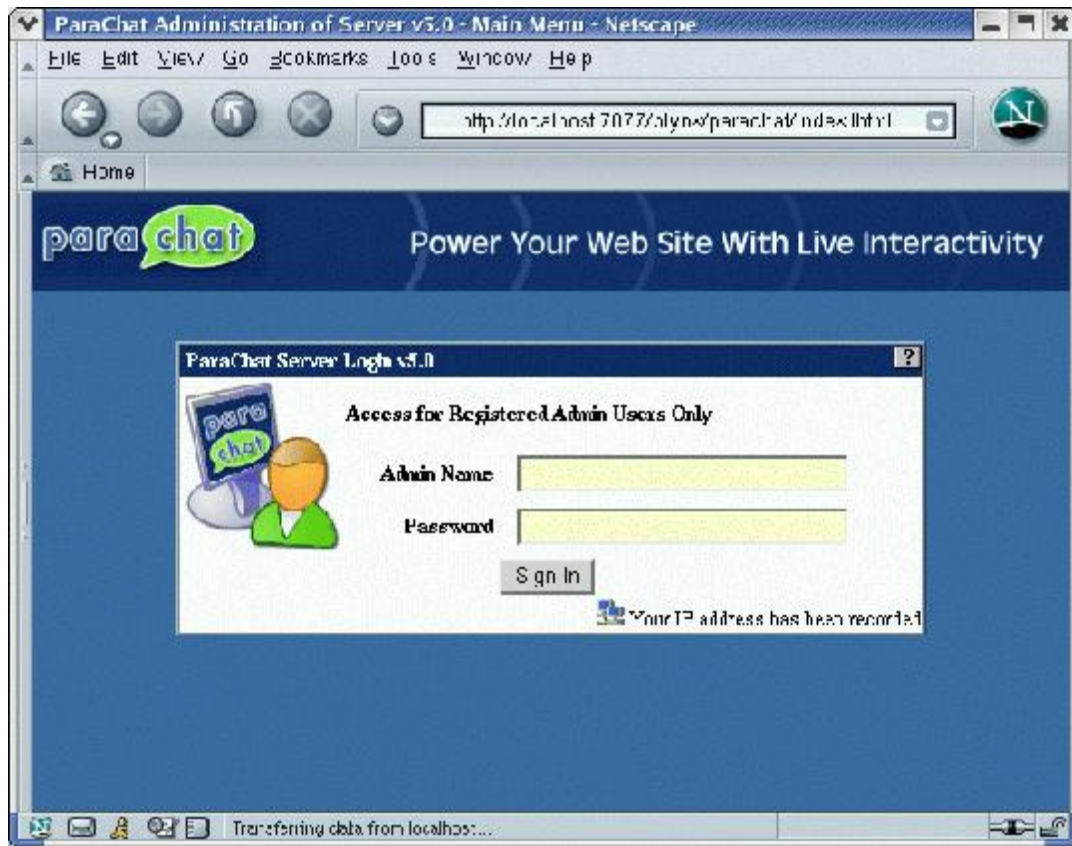 ParaChat Administration of Server v5.0 - Main Menu - Netscape
File Edit View Go Bookmarks Tools Window Help
N
Home
para chat
Power Your Web Site With Live Interactivity
ParaChat Server Login v5.0 ?
para chat
Access for Registered Admin Users Only
Admin Name
Password
Sign In
Your IP address has been recorded
Transferring data from localhost...